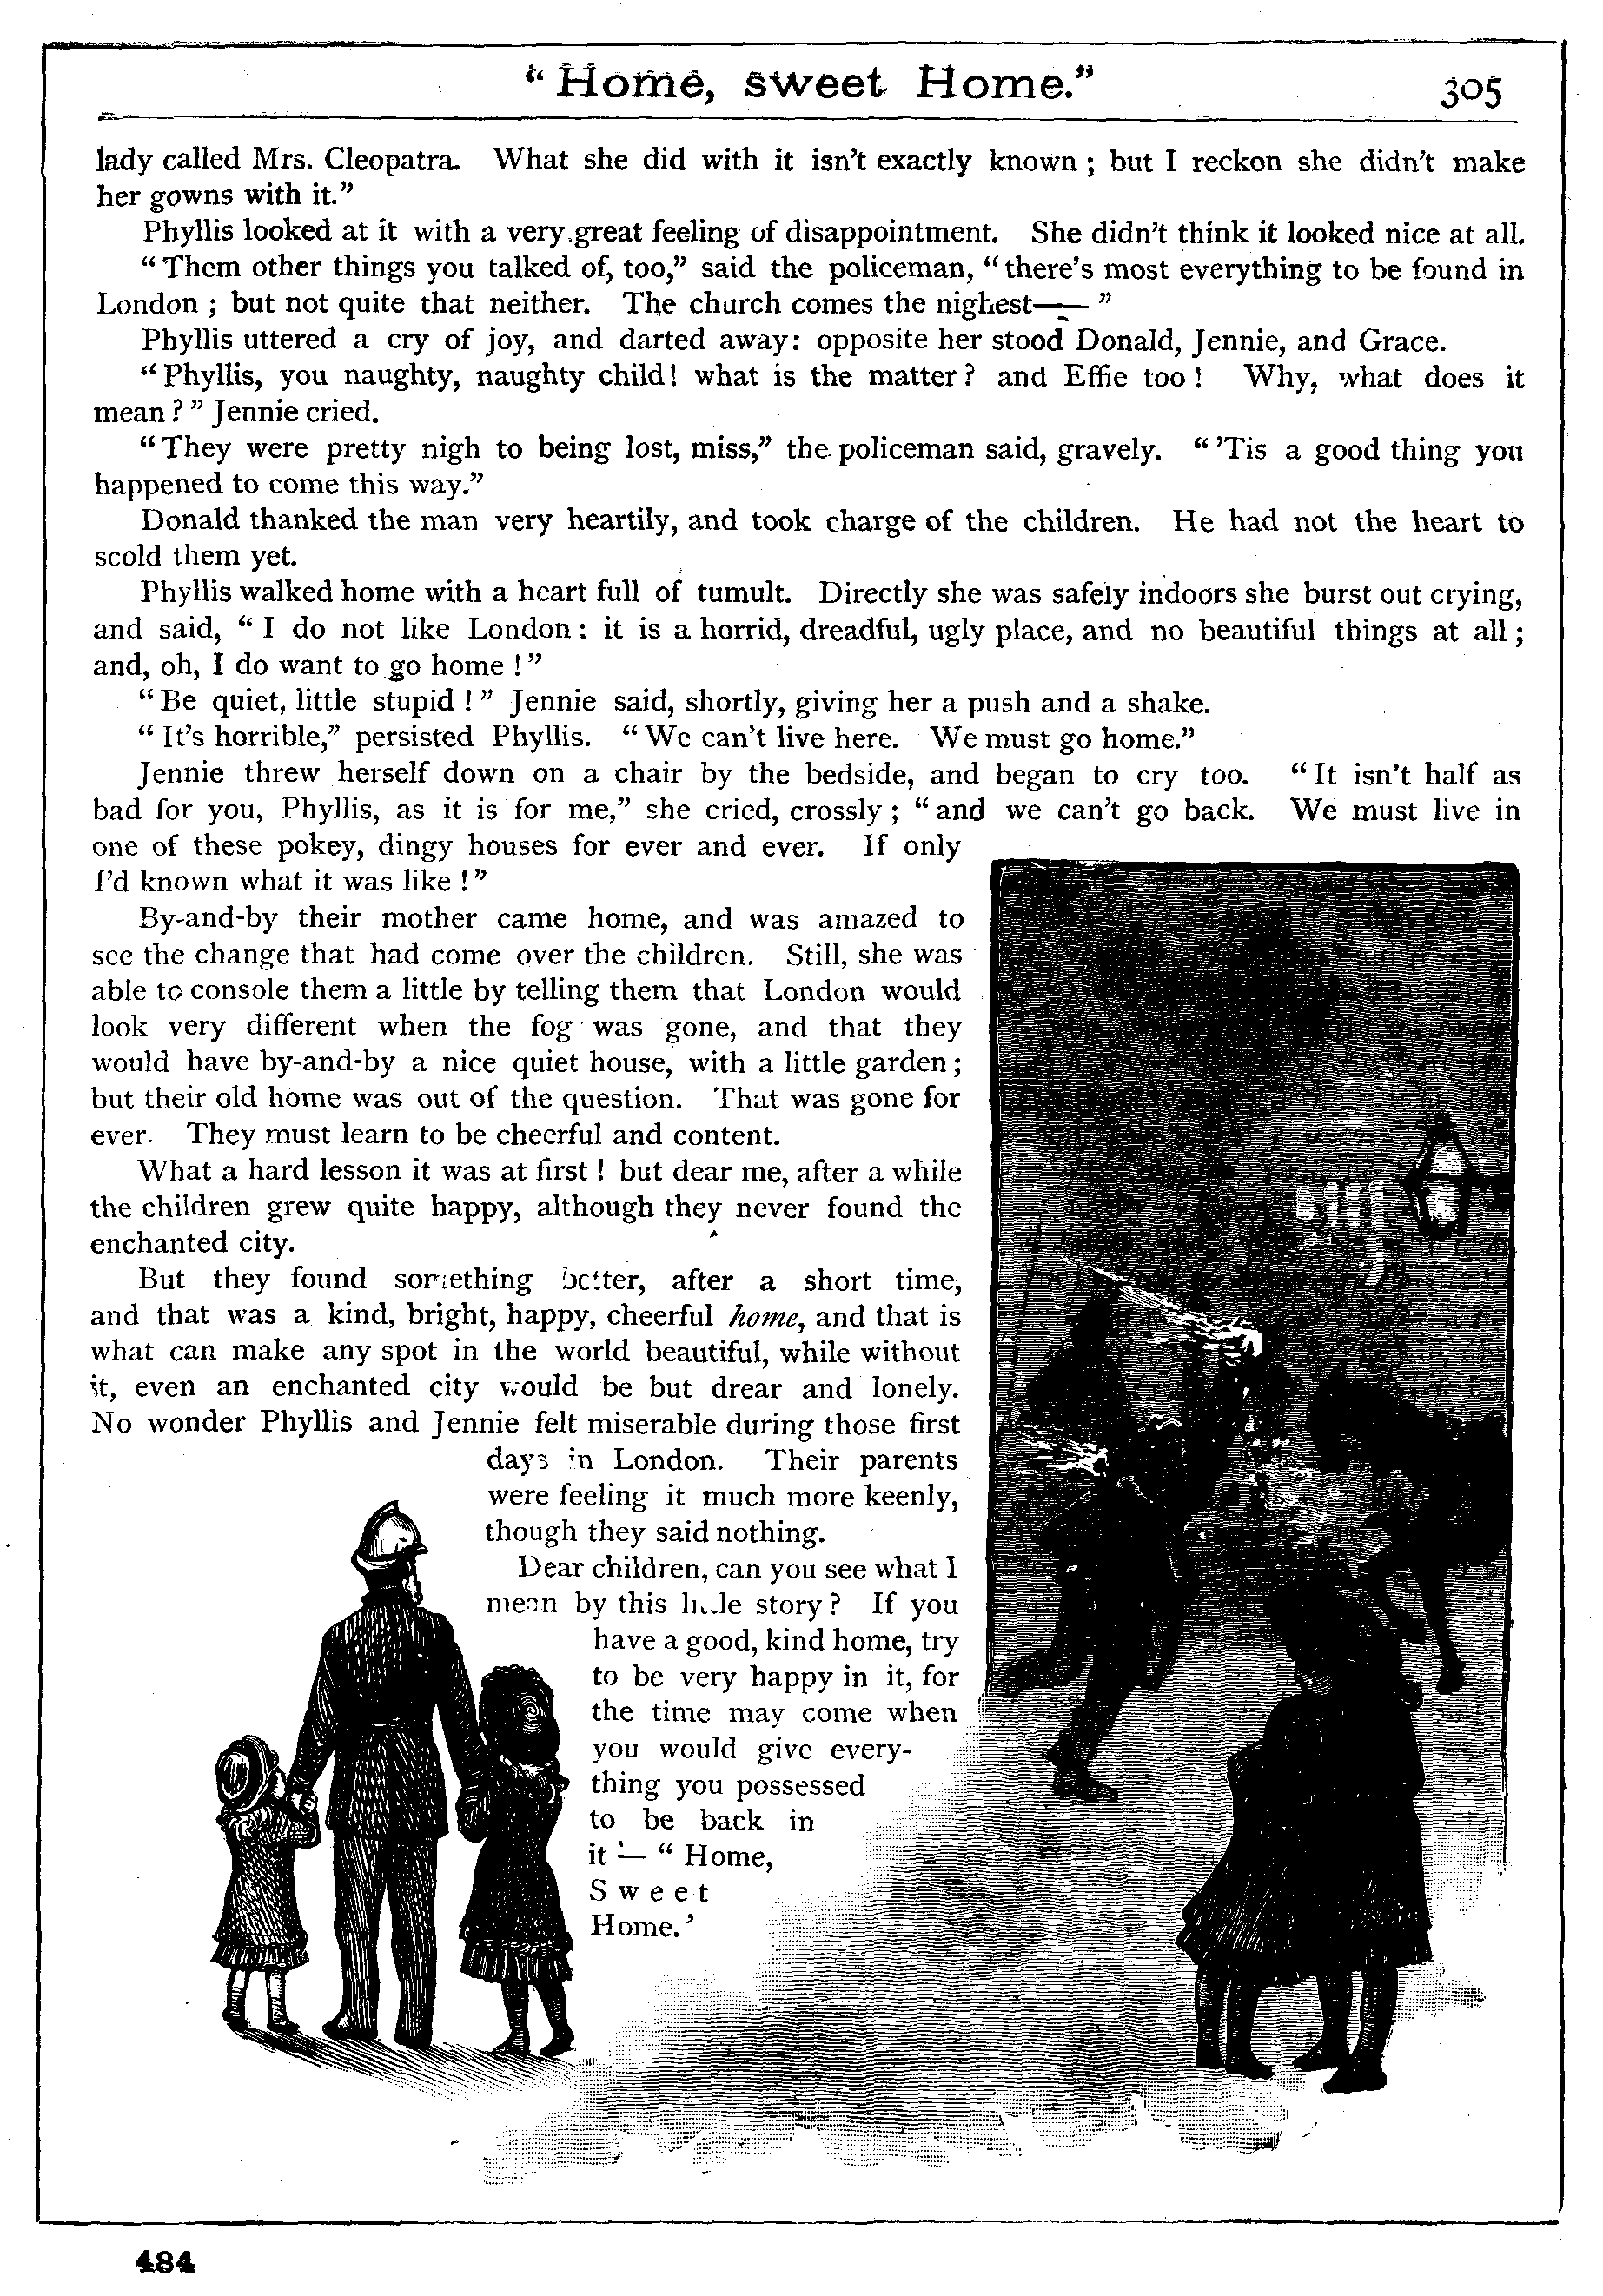 “Home, sweet Home.”
305
lady called Mrs. Cleopatra. What she did with it isn't exactly known; but I reckon she didn't make
her gowns with it.”
Phyllis looked at it with a very great feeling of disappointment. She didn't think it looked nice at all.
“Them other things you talked of, too,” said the policeman, “there's most everything to be found in
London; but not quite that neither. The church comes the nighest—— ”
Phyllis uttered a cry of joy, and darted away: opposite her stood Donald, Jennie, and Grace.
“Phyllis, you naughty, naughty child! what is the matter? and Effie too! Why, what does it
mean?” Jennie cried.
“They were pretty nigh to being lost, miss,” the policeman said, gravely. “'Tis a good thing you
happened to come this way.”
Donald thanked the man very heartily, and took charge of the children. He had not the heart to
scold them yet.
Phyllis walked home with a heart full of tumult. Directly she was safely indoors she burst out crying,
and said, “I do not like London: it is a horrid, dreadful, ugly place, and no beautiful things at all;
and, oh, I do want to go home!”
“Be quiet, little stupid!” Jennie said, shortly, giving her a push and a shake.
“It's horrible,” persisted Phyllis. “We can't live here. We must go home.”
Jennie threw herself down on a chair by the bedside, and began to cry too. “It isn't half as
bad for you, Phyllis, as it is for me,” she cried, crossly; “and we can't go back. We must live in
one of these pokey, dingy houses for ever and ever. If only
I'd known what it was like!”
By-and-by their mother came home, and was amazed to
see the change that had come over the children. Still, she was
able to console them a little by telling them that London would
look very different when the fog was gone, and that they
would have by-and-by a nice quiet house, with a little garden;
but their old home was out of the question. That was gone for
ever. They must learn to be cheerful and content.
What a hard lesson it was at first! but dear me, after a while
the children grew quite happy, although they never found the
enchanted city.
But they found something better, after a short time,
and that was a kind, bright, happy, cheerful home, and that is
what can make any spot in the world beautiful, while without
it, even an enchanted city would be but drear and lonely.
No wonder Phyllis and Jennie felt miserable during those first
days in London. Their parents
were feeling it much more keenly,
though they said nothing.
Dear children, can you see what I
mean by this little story? If you
have a good, kind home, try
to be very happy in it, for
the time may come when
you would give every-
thing you possessed
to be back in
it — “Home,
Sweet
Home.'
484